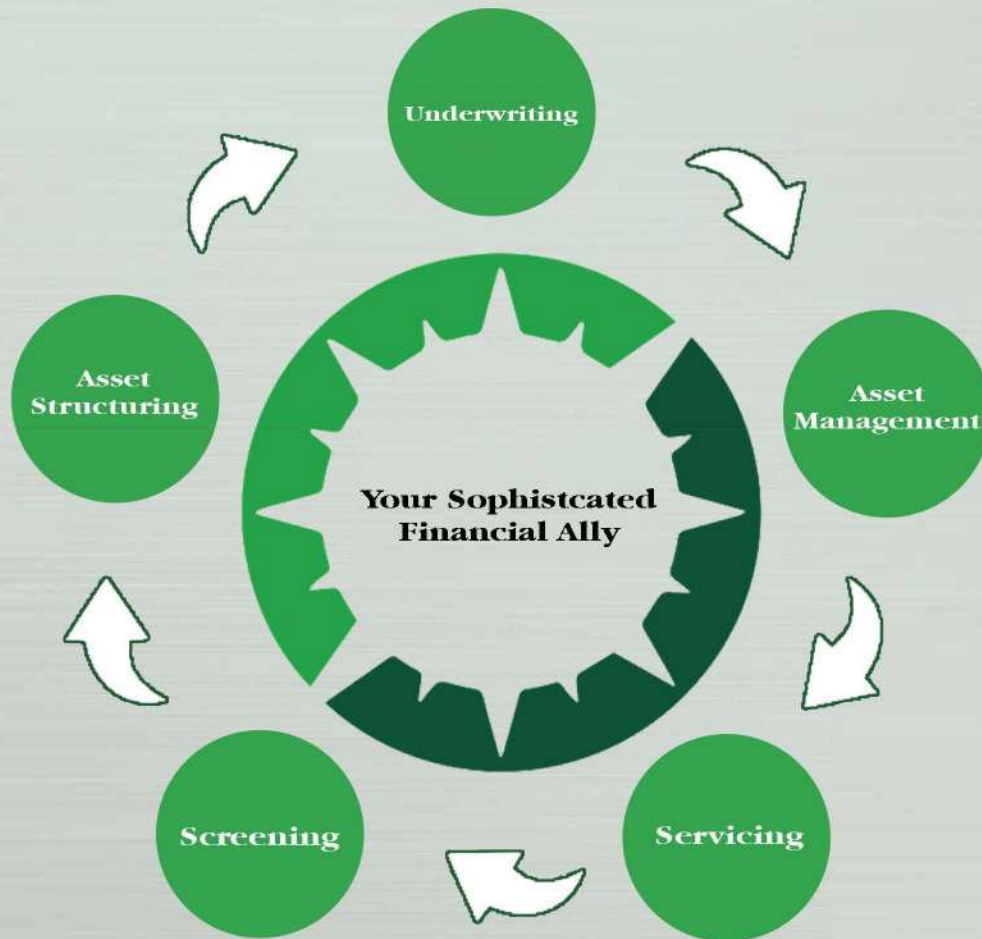 Underwriting
Asset
Structuring
Asset
Management
Your Sophistcated
Financial Ally
Screening
Servicing